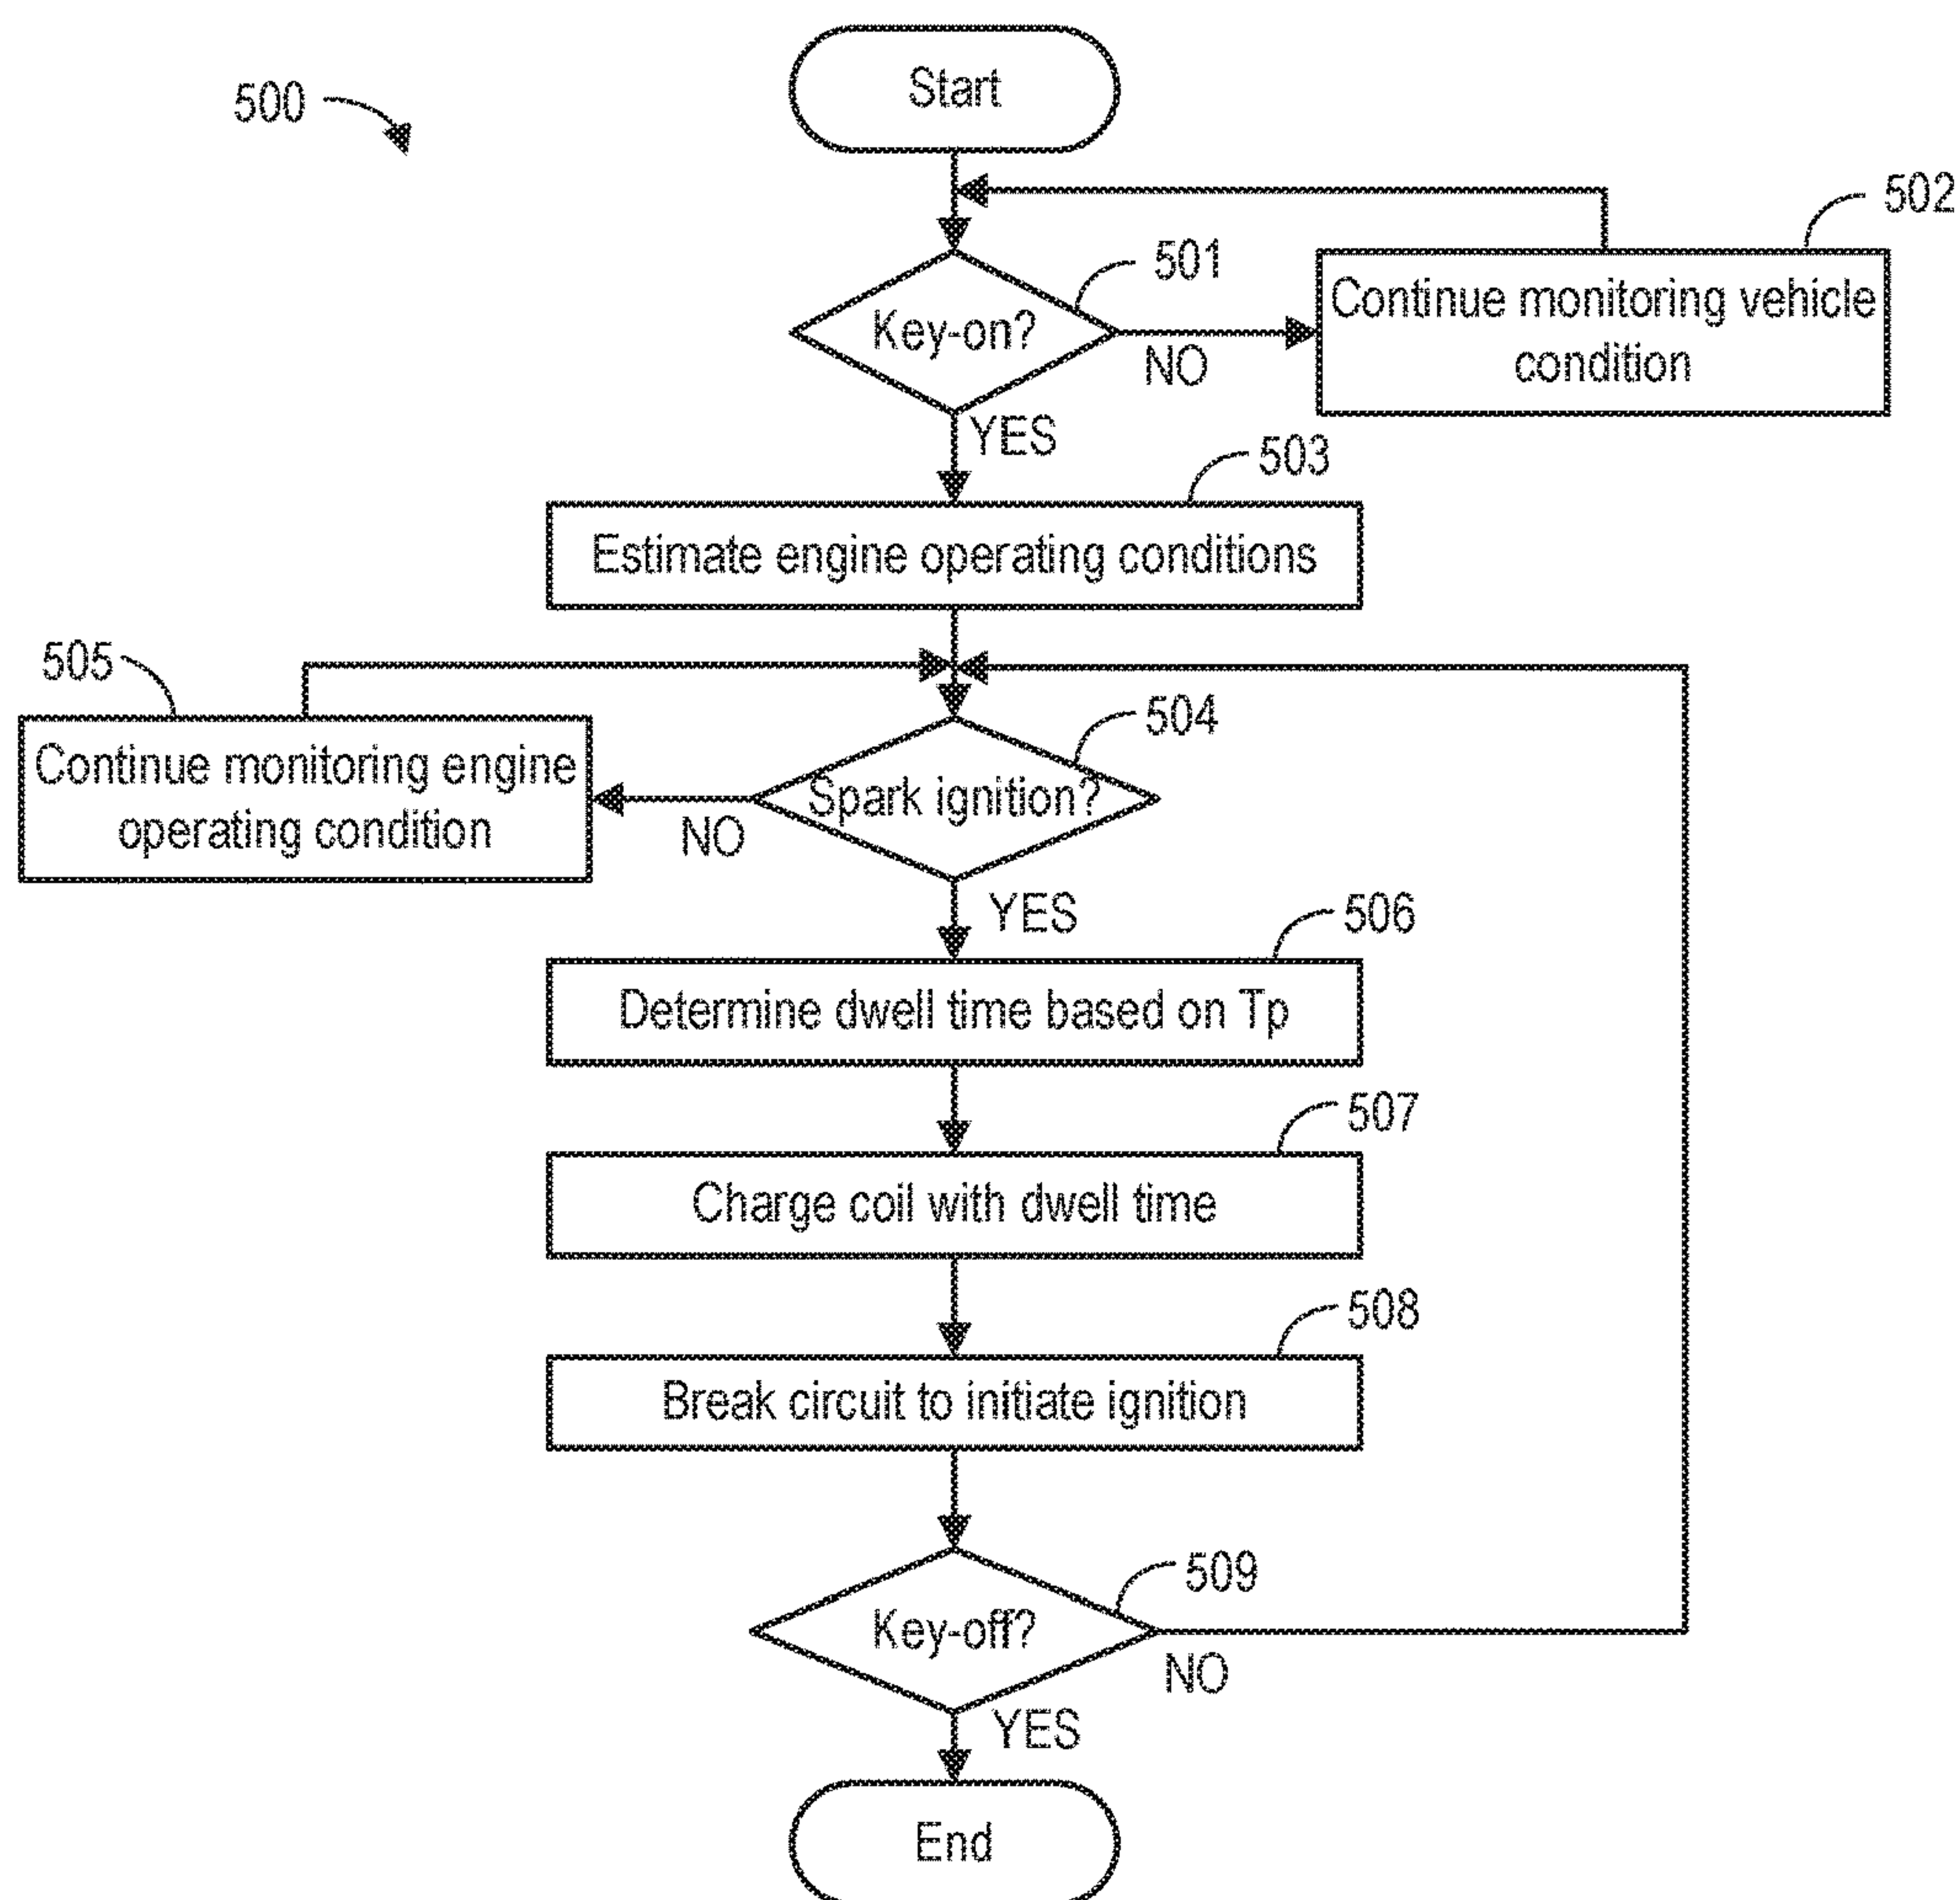 500
Start
502
501
Key-on?
NO
Continue monitoring vehicle
condition
YES
503
Estimate engine operating conditions
505
504
Continue monitoring engine
operating condition
Spark ignition?
NO
YES
506
Determine dwell time based on Tp
507
Charge coil with dwell time
508
Break circuit to initiate ignition
509
Key-off?
NO
YES
End